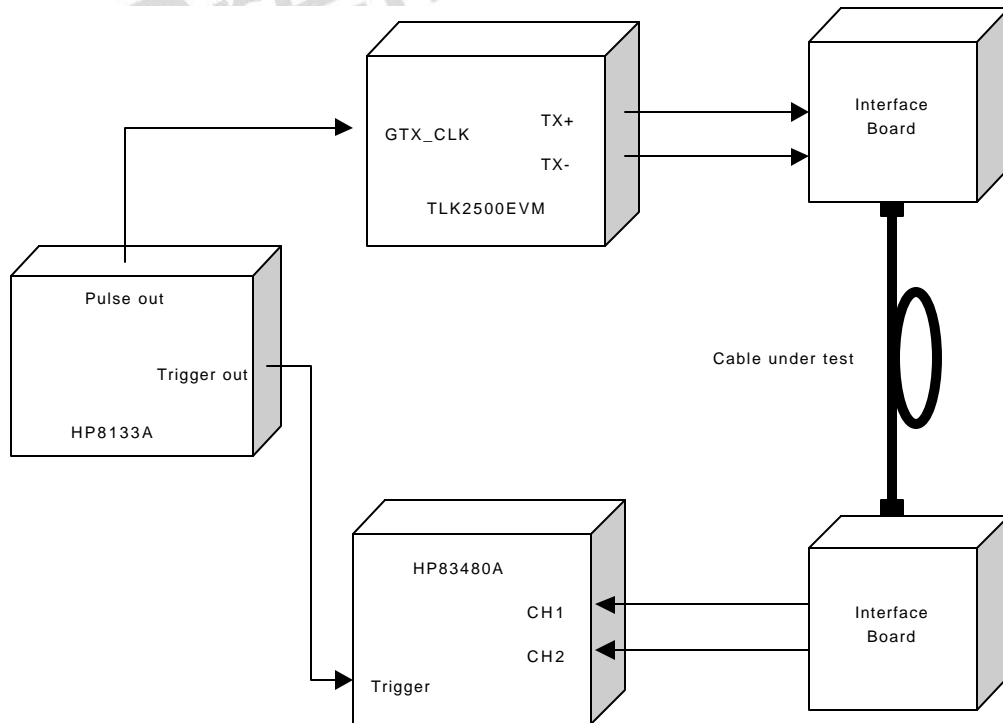 GTX_CLK
TX+
TX-
TLK2500EVM
Interface
Board
Pulse out
Trigger out
HP8133A
Cable under test
HP83480A
CH1
CH2
Trigger
Interface
Board